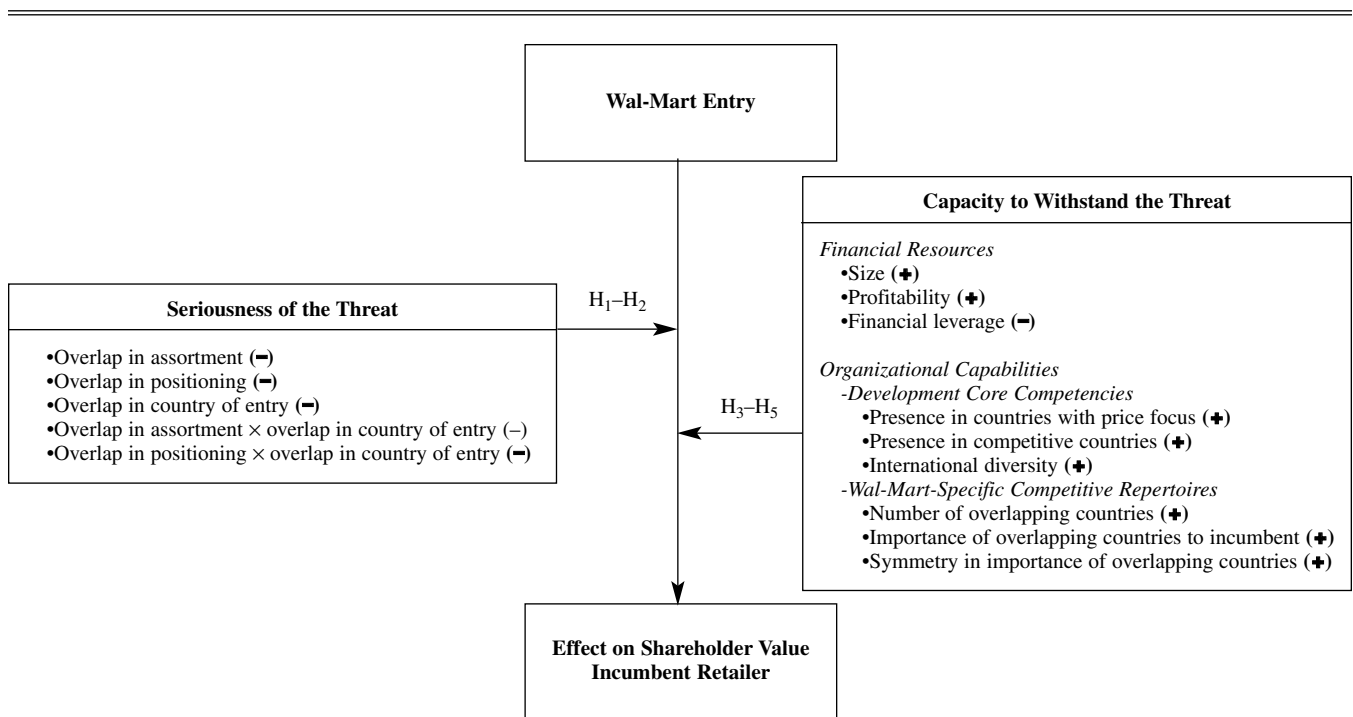 Wal-Mart Entry
Capacity to Withstand the Threat
Financial Resources
•Size (+)
•Profitability (+)
•Financial leverage (–)
Organizational Capabilities
-Development Core Competencies
•Presence in countries with price focus (+)
•Presence in competitive countries (+)
•International diversity (+)
-Wal-Mart-Specific Competitive Repertoires
•Number of overlapping countries (+)
•Importance of overlapping countries to incumbent (+)
•Symmetry in importance of overlapping countries (+)
Seriousness of the Threat
•Overlap in assortment (–)
•Overlap in positioning (–)
•Overlap in country of entry (–)
•Overlap in assortment × overlap in country of entry (–)
•Overlap in positioning × overlap in country of entry (–)
H₁–H₂
H₃–H₅
Effect on Shareholder Value
Incumbent Retailer